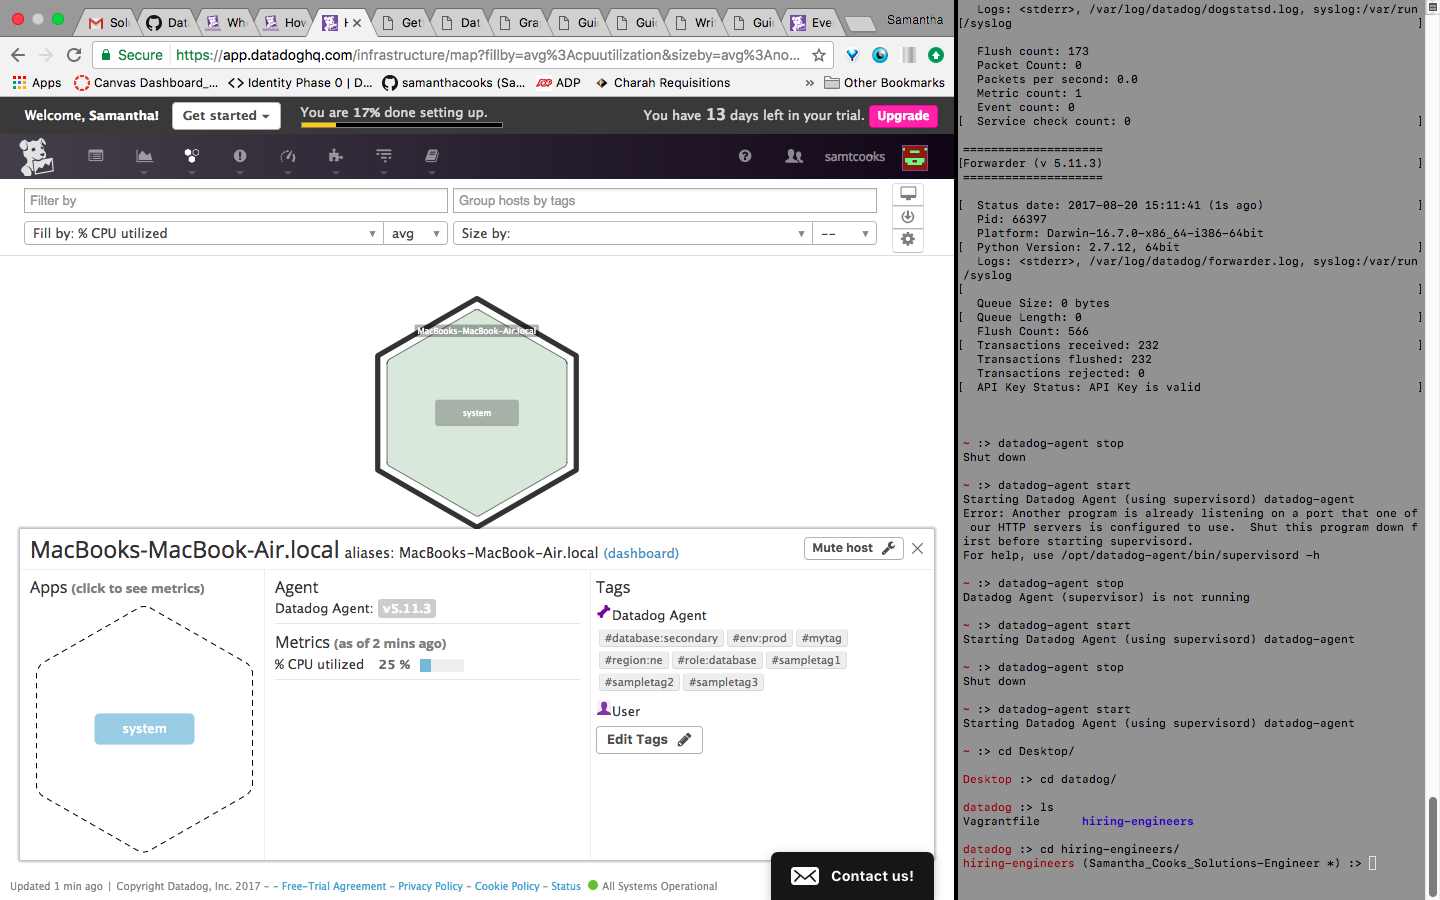 Sol
Dat
Who
How
H
Get
Dat
Gra
Guid
Gui
Writ
Guid
Eve
Samantha
Secure
https://app.datadoghq.com/infrastructure/map?fillby=avg%3Acpuutilization&sizeby=avg%3Ano...
Apps
Canvas Dashboard_...
<> Identity Phase 0 | D...
samanthacooks (Sa...
ADP
Charah Requisitions
»
Other Bookmarks
Welcome, Samantha!
Get started
You are 17% done setting up.
You have 13 days left in your trial.
Upgrade
samtcooks
Filter by
Group hosts by tags
Fill by: % CPU utilized
avg
Size by:
--
MacBooks-MacBook-Air.local
system
MacBooks-MacBook-Air.local aliases: MacBooks-MacBook-Air.local (dashboard)
Mute host
Apps (click to see metrics)
system
Agent
Datadog Agent: v5.11.3
Metrics (as of 2 mins ago)
% CPU utilized 25 %
Tags
Datadog Agent
#database:secondary #env:prod #mytag
#region:ne #role:database #sampletag1
#sampletag2 #sampletag3
User
Edit Tags
Contact us!
Updated 1 min ago | Copyright Datadog, Inc. 2017 - - Free-Trial Agreement - Privacy Policy - Cookie Policy - Status All Systems Operational
Logs: <stderr>, /var/log/datadog/dogstatsd.log, syslog:/var/run
[/syslog ]
Flush count: 173
Packet Count: 0
Packets per second: 0.0
Metric count: 1
Event count: 0
[ Service check count: 0 ]
====================
[Forwarder (v 5.11.3) ]
====================
[ Status date: 2017-08-20 15:11:41 (1s ago) ]
Pid: 66397
Platform: Darwin-16.7.0-x86_64-i386-64bit
[ Python Version: 2.7.12, 64bit ]
Logs: <stderr>, /var/log/datadog/forwarder.log, syslog:/var/run
/syslog
[ ]
Queue Size: 0 bytes
[ Queue Length: 0 ]
Flush Count: 566
[ Transactions received: 232 ]
Transactions flushed: 232
Transactions rejected: 0
[ API Key Status: API Key is valid ]
~ :> datadog-agent stop
Shut down
~ :> datadog-agent start
Starting Datadog Agent (using supervisord) datadog-agent
Error: Another program is already listening on a port that one of
our HTTP servers is configured to use. Shut this program down f
irst before starting supervisord.
For help, use /opt/datadog-agent/bin/supervisord -h
~ :> datadog-agent stop
Datadog Agent (supervisor) is not running
~ :> datadog-agent start
Starting Datadog Agent (using supervisord) datadog-agent
~ :> datadog-agent stop
Shut down
~ :> datadog-agent start
Starting Datadog Agent (using supervisord) datadog-agent
~ :> cd Desktop/
Desktop :> cd datadog/
datadog :> ls
Vagrantfile hiring-engineers
datadog :> cd hiring-engineers/
hiring-engineers (Samantha_Cooks_Solutions-Engineer *) :>